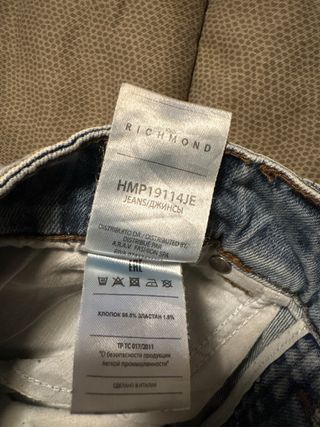 RICHMOND
HMP19114JE
JEANS/ДЖИНСЫ
DISTRIBUITO DA / DISTRIBUTED BY:
DISTRIBUÉ PAR
A.R.A.V. FASHION SPA
EAC
ХЛОПОК 98.5% ЭЛАСТАН 1.5%
ТР ТС 017/2011
"О безопасности продукции
легкой промышленности"
СДЕЛАНО В ИТАЛИИ